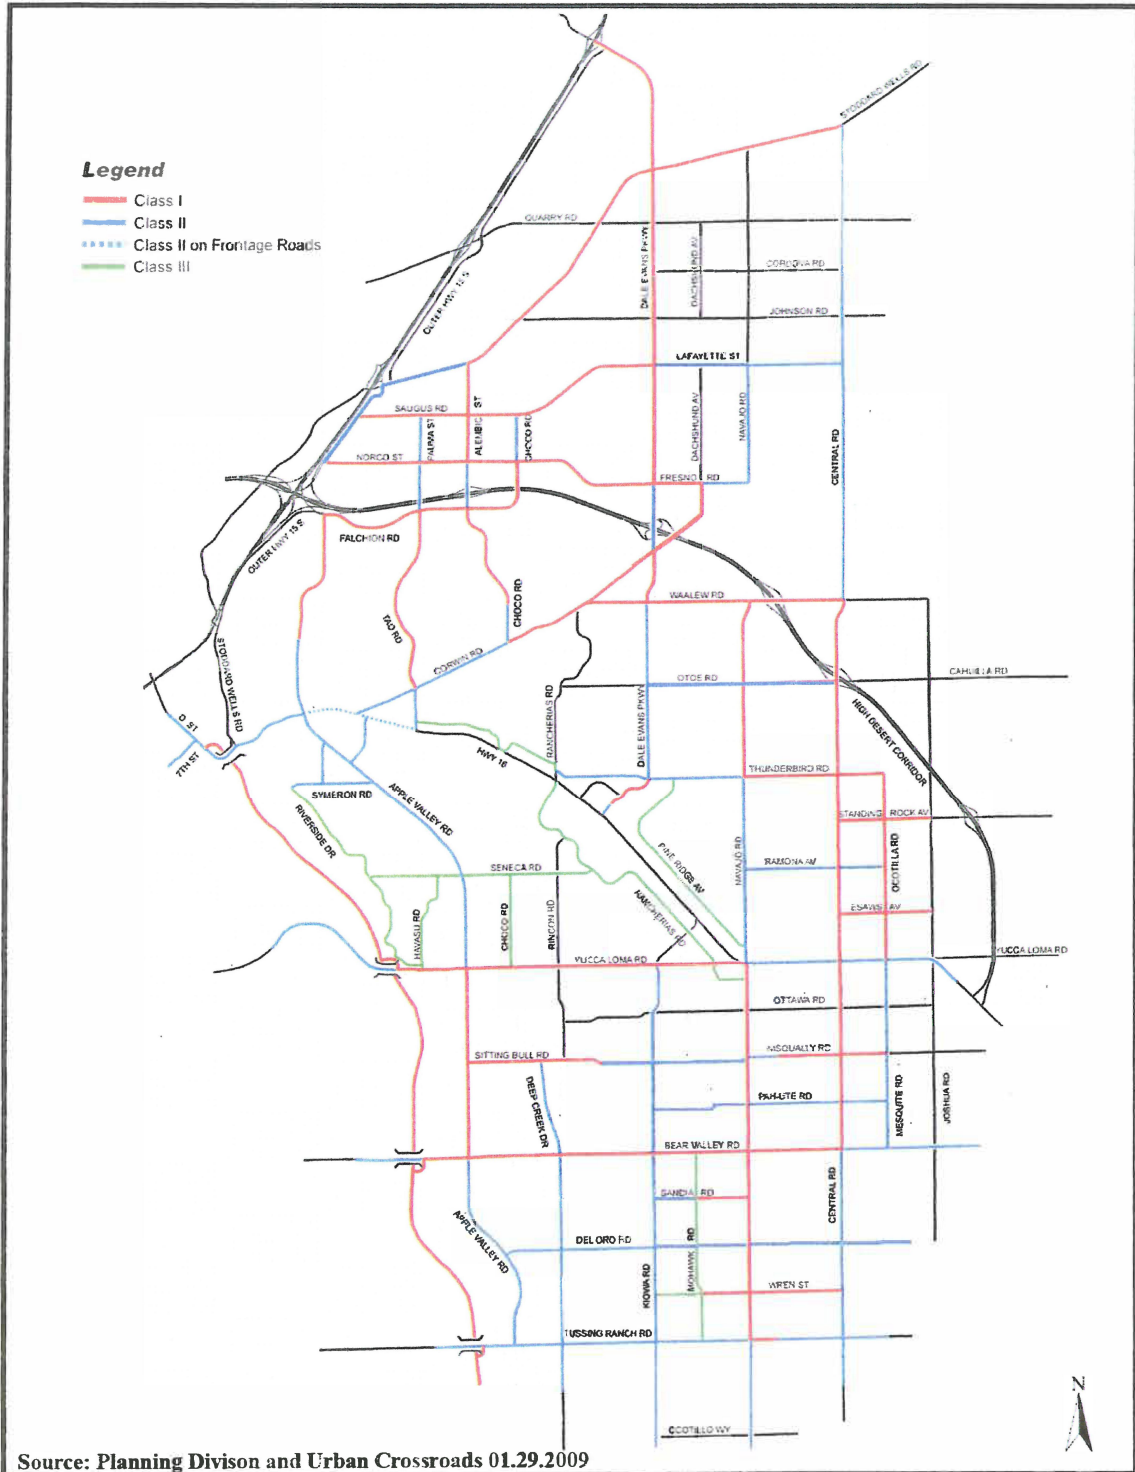 STODDARD WELLS RD
Legend
Class I
Class II
Class II on Frontage Roads
Class III
QUARRY RD
DALE EVANS PKWY
DACHSHUND AV
CORDOVA RD
OUTER HWY 15 S
JOHNSON RD
LAFAYETTE ST
SAUGUS RD
PALMA ST
ALEMBIC ST
CHOCO RD
DACHSHUND AV
NAVAJO RD
CENTRAL RD
NORCO ST
FRESNO RD
FALCHION RD
OUTER HWY 15 S
CHOCO RD
WAALEW RD
TAO RD
STODDARD WELLS RD
CORWIN RD
CAHUILLA RD
OTOE RD
RANCHERIAS RD
DALE EVANS PKWY
HIGH DESERT CORRIDOR
D ST
7TH ST
HWY 18
THUNDERBIRD RD
SYMERON RD
APPLE VALLEY RD
RIVERSIDE DR
STANDING ROCK AV
PINE RIDGE AV
NAVAJO RD
RAMONA AV
OCOTILLA RD
SENECA RD
RANCHERIAS RD
ESAWS AV
HAVASU RD
CHOCO RD
RINCON RD
YUCCA LOMA RD
YUCCA LOMA RD
OTTAWA RD
SITTING BULL RD
NISQUALLY RD
DEEP CREEK DR
PAH-UTE RD
MESQUITE RD
JOSHUA RD
BEAR VALLEY RD
SANDIA RD
CENTRAL RD
APPLE VALLEY RD
DEL ORO RD
MOHAWK RD
KIOWA RD
WREN ST
TUSSING RANCH RD
N
OCOTILLO WY
Source: Planning Divison and Urban Crossroads 01.29.2009